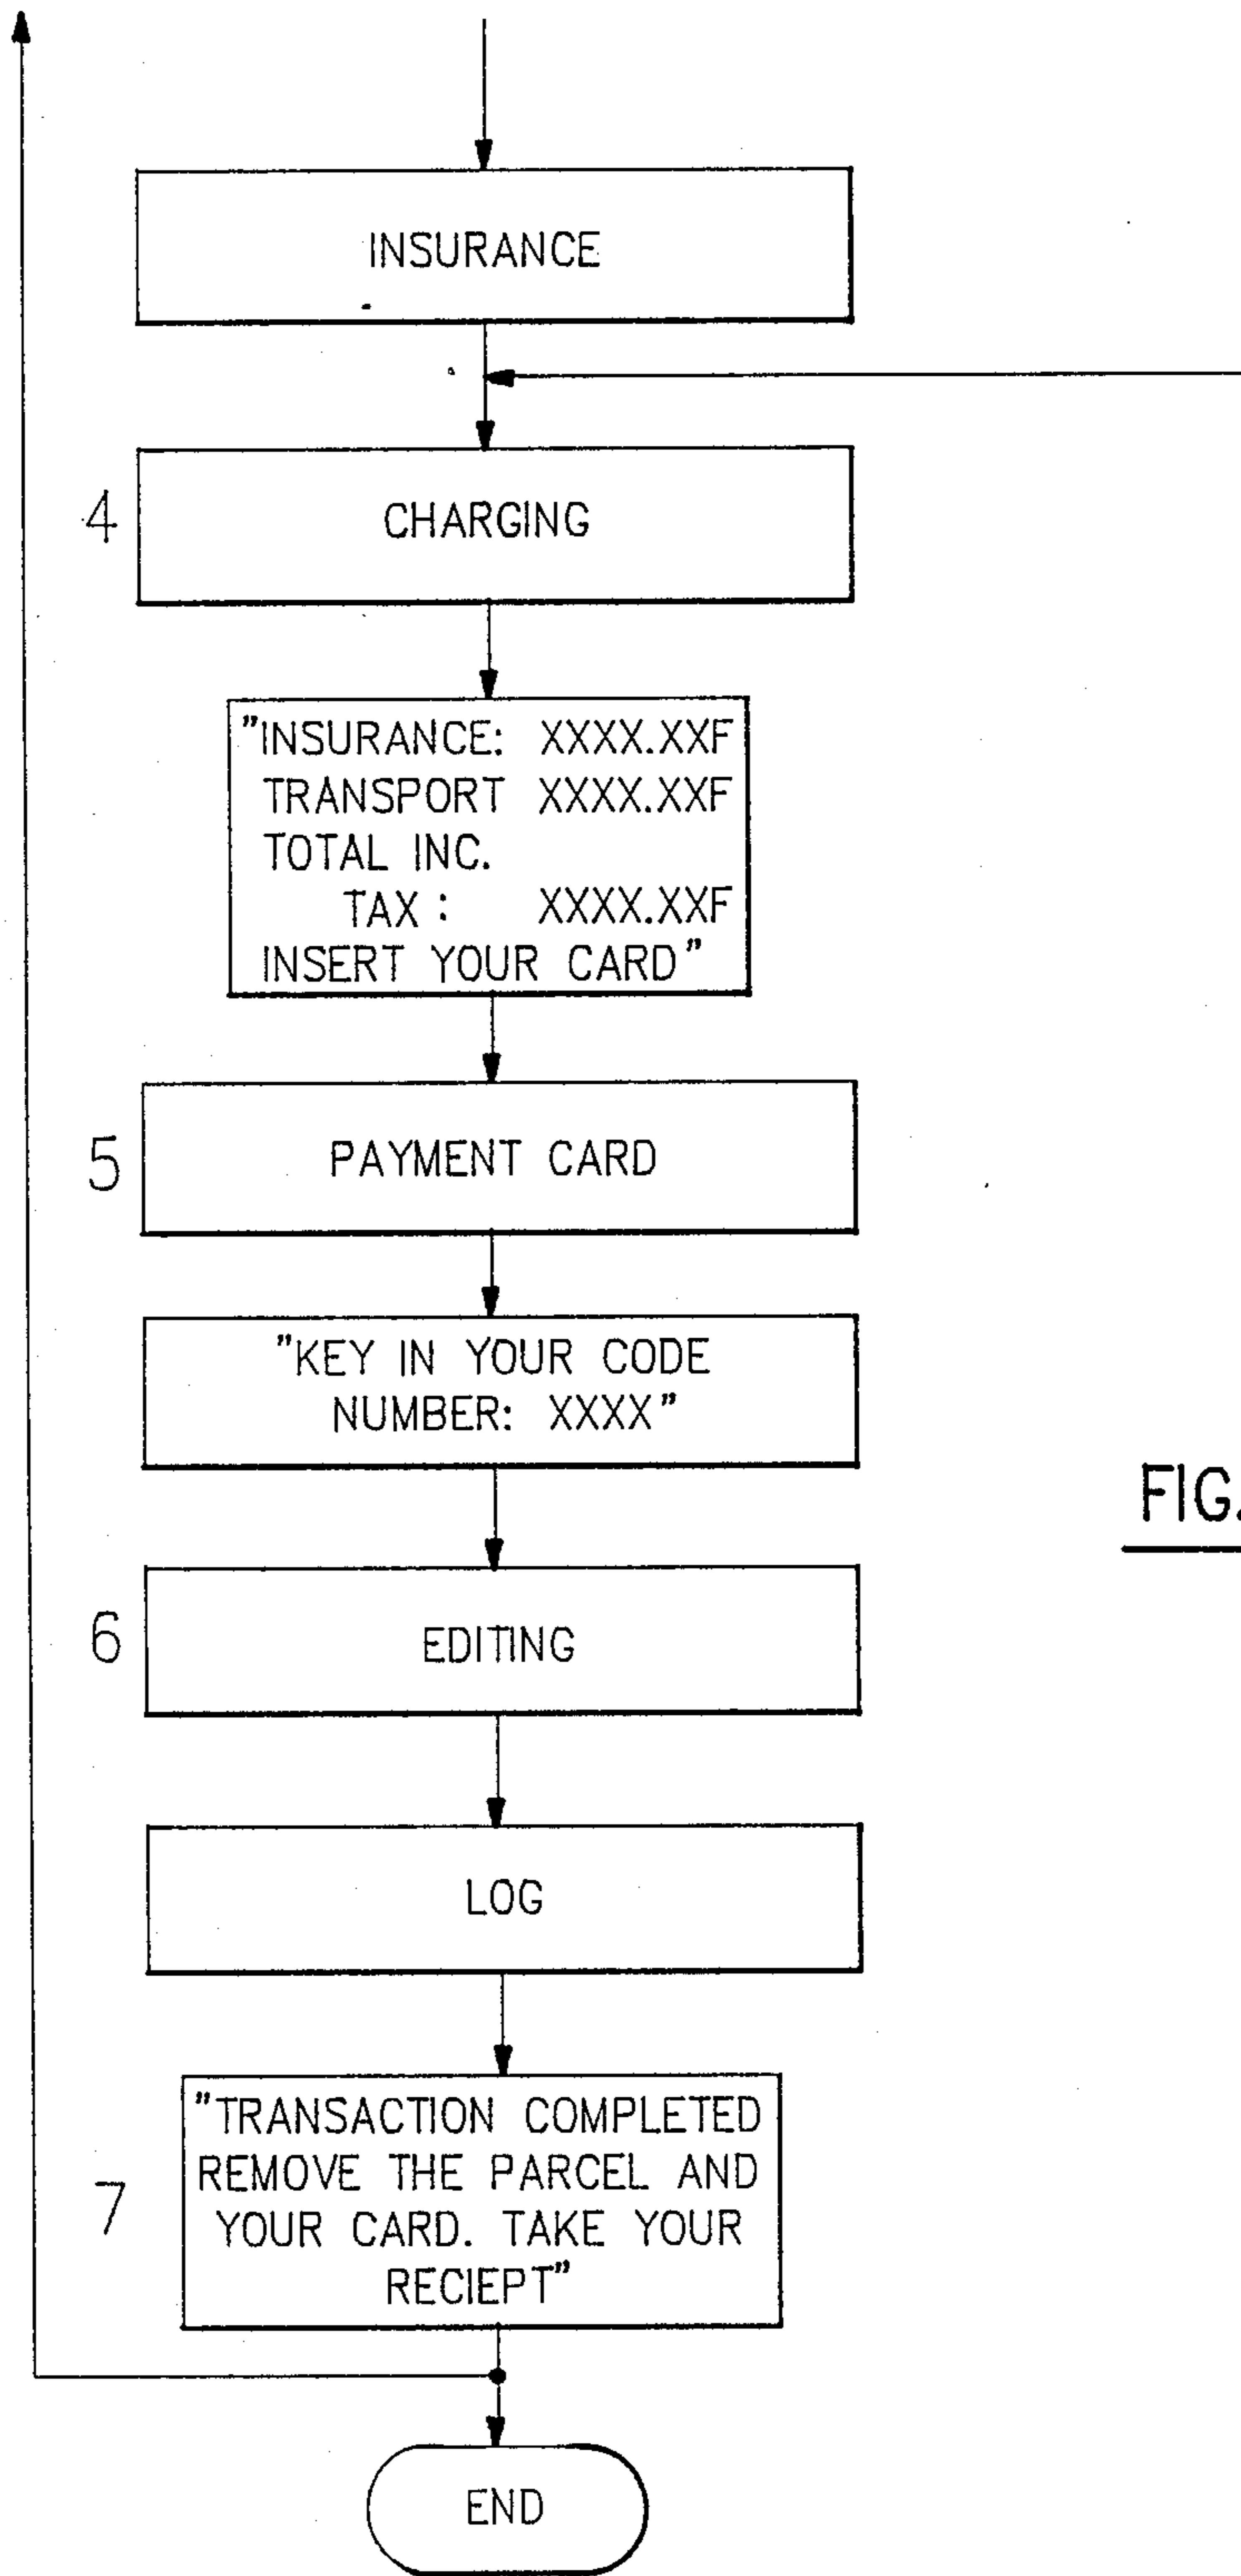 INSURANCE
4
CHARGING
"INSURANCE: XXXX.XXF
TRANSPORT XXXX.XXF
TOTAL INC.
TAX : XXXX.XXF
INSERT YOUR CARD"
5
PAYMENT CARD
"KEY IN YOUR CODE
NUMBER: XXXX"
FIG.
6
EDITING
LOG
7
"TRANSACTION COMPLETED
REMOVE THE PARCEL AND
YOUR CARD. TAKE YOUR
RECIEPT"
END